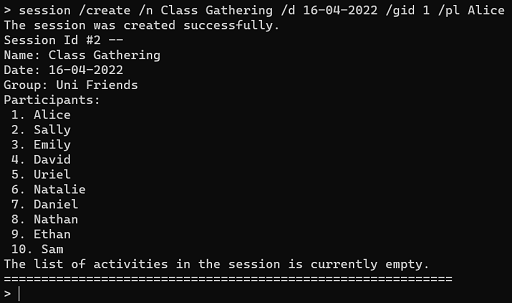 > session /create /n Class Gathering /d 16-04-2022 /gid 1 /pl Alice
The session was created successfully.
Session Id #2 --
Name: Class Gathering
Date: 16-04-2022
Group: Uni Friends
Participants:
 1. Alice
 2. Sally
 3. Emily
 4. David
 5. Uriel
 6. Natalie
 7. Daniel
 8. Nathan
 9. Ethan
 10. Sam
The list of activities in the session is currently empty.
============================================================
>